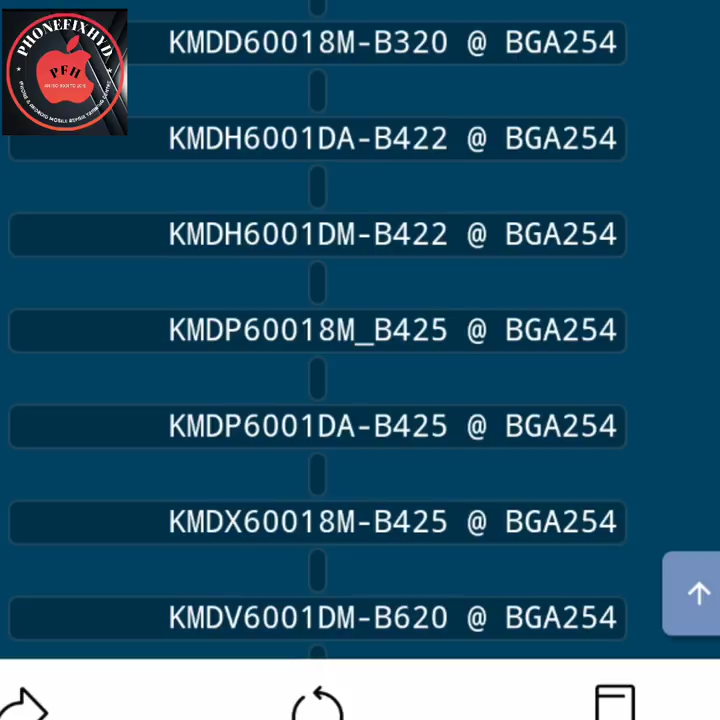 PHONEFIXHYD
PFH
KMDD60018M-B320 @ BGA254
KMDH6001DA-B422 @ BGA254
KMDH6001DM-B422 @ BGA254
KMDP60018M_B425 @ BGA254
KMDP6001DA-B425 @ BGA254
KMDX60018M-B425 @ BGA254
KMDV6001DM-B620 @ BGA254